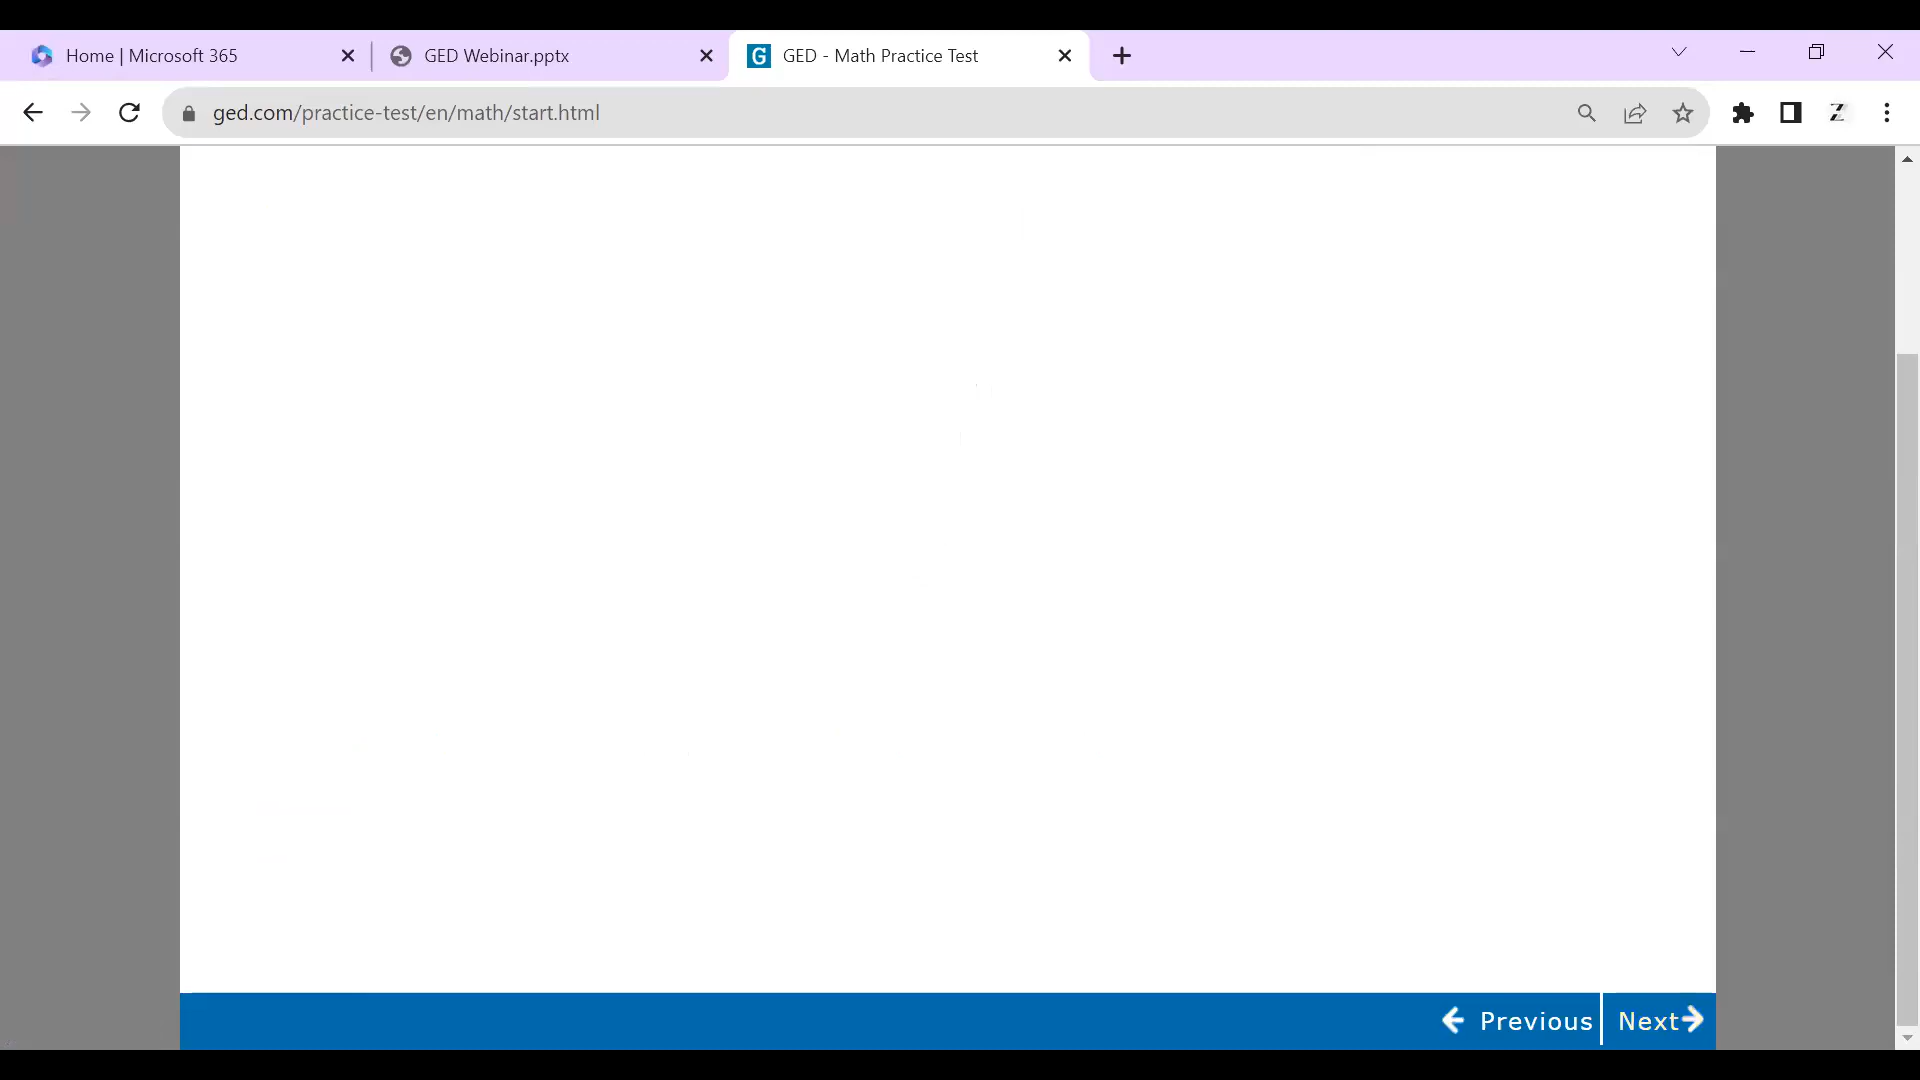 Home | Microsoft 365
GED Webinar.pptx
G GED - Math Practice Test
ged.com/practice-test/en/math/start.html
Z
Previous
Next